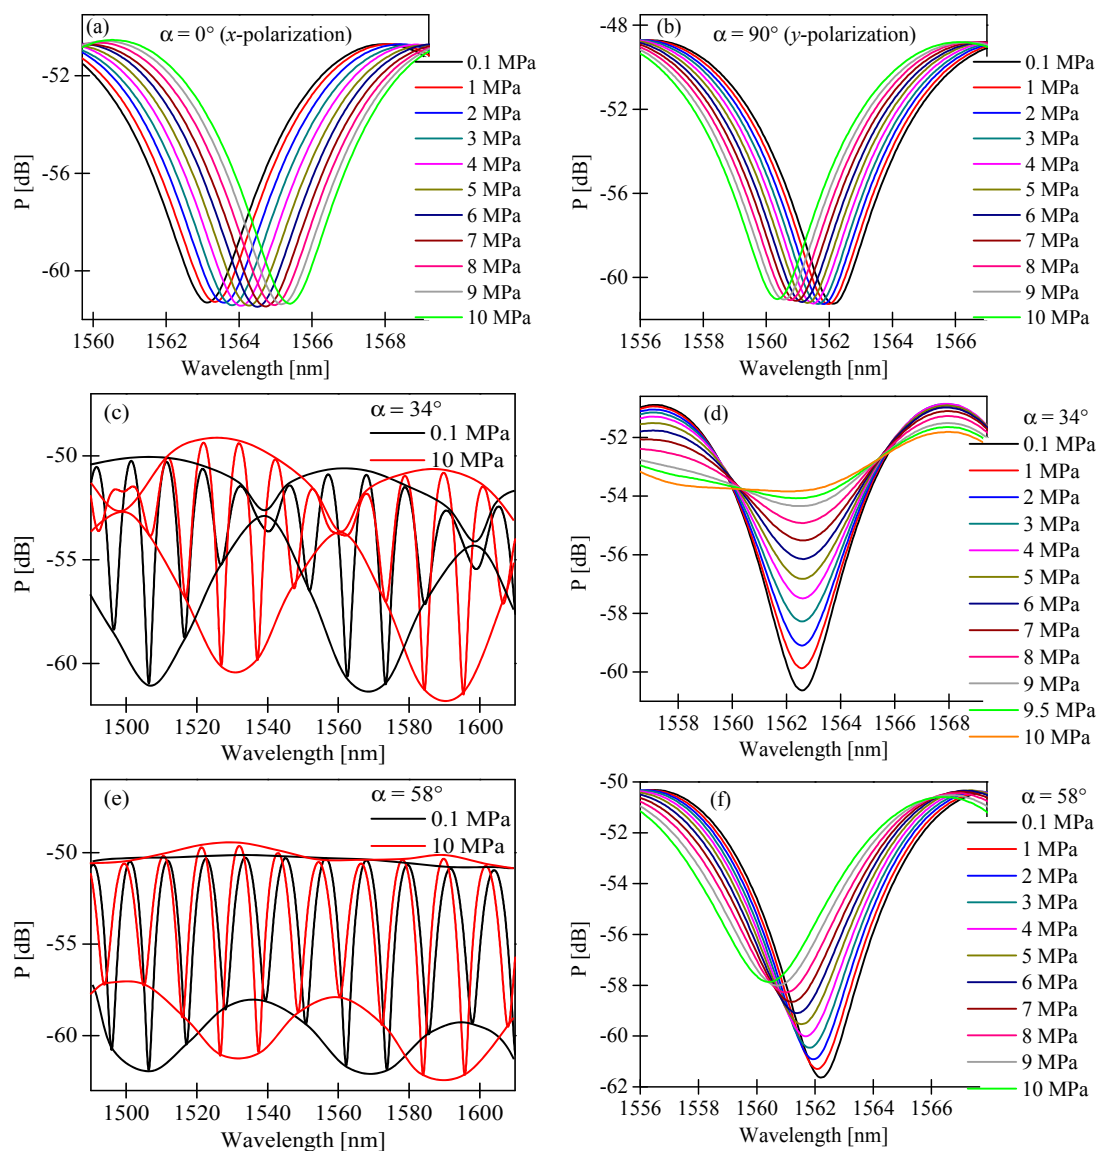 (a)
α = 0° (x-polarization)
0.1 MPa
1 MPa
2 MPa
3 MPa
4 MPa
5 MPa
6 MPa
7 MPa
8 MPa
9 MPa
10 MPa
-52
-56
-60
P [dB]
1560 1562 1564 1566 1568
Wavelength [nm]
(b)
α = 90° (y-polarization)
0.1 MPa
1 MPa
2 MPa
3 MPa
4 MPa
5 MPa
6 MPa
7 MPa
8 MPa
9 MPa
10 MPa
-48
-52
-56
-60
P [dB]
1556 1558 1560 1562 1564 1566
Wavelength [nm]
(c)
α = 34°
0.1 MPa
10 MPa
-50
-55
-60
P [dB]
1500 1520 1540 1560 1580 1600
Wavelength [nm]
(d)
α = 34°
0.1 MPa
1 MPa
2 MPa
3 MPa
4 MPa
5 MPa
6 MPa
7 MPa
8 MPa
9 MPa
9.5 MPa
10 MPa
-52
-54
-56
-58
-60
P [dB]
1558 1560 1562 1564 1566 1568
Wavelength [nm]
(e)
α = 58°
0.1 MPa
10 MPa
-50
-55
-60
P [dB]
1500 1520 1540 1560 1580 1600
Wavelength [nm]
(f)
α = 58°
0.1 MPa
1 MPa
2 MPa
3 MPa
4 MPa
5 MPa
6 MPa
7 MPa
8 MPa
9 MPa
10 MPa
-50
-52
-54
-56
-58
-60
-62
P [dB]
1556 1558 1560 1562 1564 1566
Wavelength [nm]